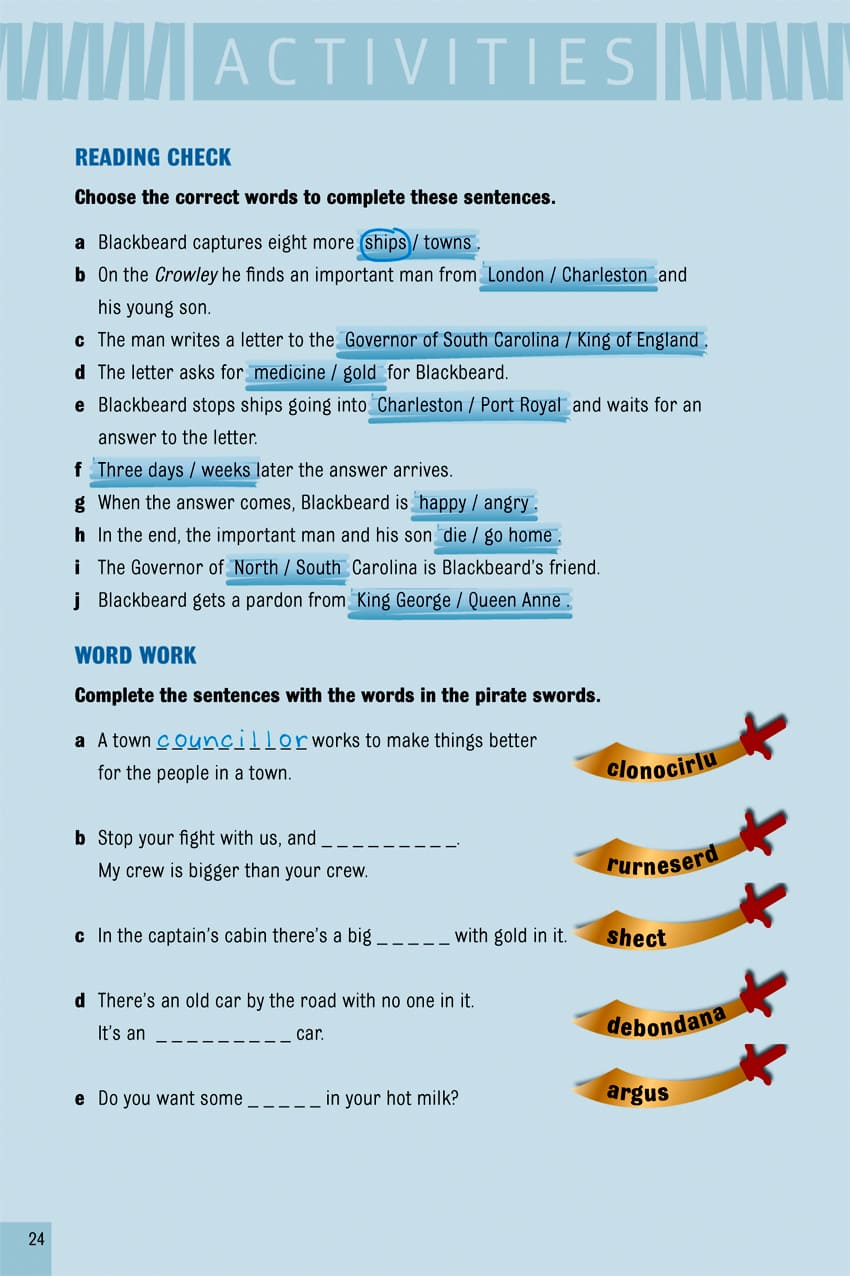 ACTIVITIES
READING CHECK
Choose the correct words to complete these sentences.
a Blackbeard captures eight more ships / towns .
b On the Crowley he finds an important man from London / Charleston and
his young son.
c The man writes a letter to the Governor of South Carolina / King of England .
d The letter asks for medicine / gold for Blackbeard.
e Blackbeard stops ships going into Charleston / Port Royal and waits for an
answer to the letter.
f Three days / weeks later the answer arrives.
g When the answer comes, Blackbeard is happy / angry .
h In the end, the important man and his son die / go home .
i The Governor of North / South Carolina is Blackbeard's friend.
j Blackbeard gets a pardon from King George / Queen Anne .
WORD WORK
Complete the sentences with the words in the pirate swords.
a A town councillor works to make things better
for the people in a town.
clonocirlu
b Stop your fight with us, and _ _ _ _ _ _ _ _ _.
My crew is bigger than your crew.
rurneserd
c In the captain's cabin there's a big _ _ _ _ _ with gold in it.
shect
d There's an old car by the road with no one in it.
It's an _ _ _ _ _ _ _ _ _ car.
debondana
e Do you want some _ _ _ _ _ in your hot milk?
argus
24